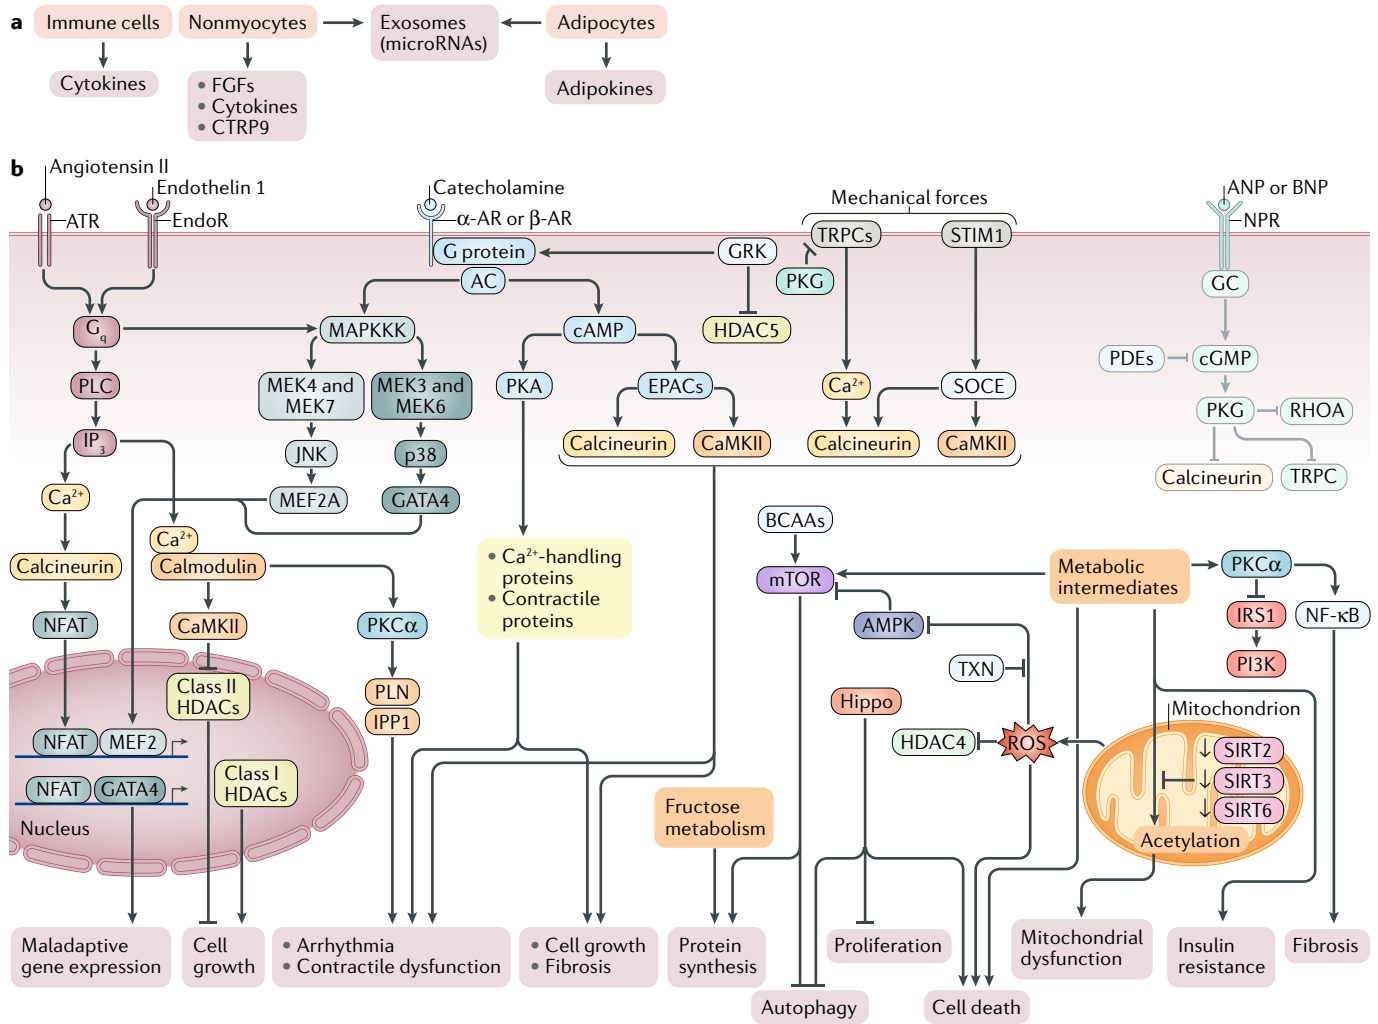 a
Immune cells
Nonmyocytes
Exosomes
(microRNAs)
Adipocytes
Cytokines
• FGFs
• Cytokines
• CTRP9
Adipokines
b
Angiotensin II
Endothelin 1
ATR
EndoR
Catecholamine
α-AR or β-AR
Mechanical forces
ANP or BNP
NPR
TRPCs
STIM1
G protein
GRK
PKG
AC
GC
Gq
MAPKKK
cAMP
HDAC5
PDEs
cGMP
PLC
MEK4 and
MEK7
MEK3 and
MEK6
PKA
EPACs
Ca²⁺
SOCE
PKG
RHOA
IP₃
JNK
p38
Calcineurin
CaMKII
Calcineurin
CaMKII
Calcineurin
TRPC
Ca²⁺
MEF2A
GATA4
BCAAs
Ca²⁺
Calcineurin
Calmodulin
• Ca²⁺-handling
proteins
• Contractile
proteins
mTOR
Metabolic
intermediates
PKCα
NFAT
CaMKII
PKCα
AMPK
IRS1
NF-κB
TXN
PI3K
Class II
HDACs
PLN
IPP1
Hippo
Mitochondrion
NFAT
MEF2
HDAC4
ROS
↓ SIRT2
↓ SIRT3
↓ SIRT6
NFAT
GATA4
Class I
HDACs
Nucleus
Fructose
metabolism
Acetylation
Maladaptive
gene expression
Cell
growth
• Arrhythmia
• Contractile dysfunction
• Cell growth
• Fibrosis
Protein
synthesis
Proliferation
Mitochondrial
dysfunction
Insulin
resistance
Fibrosis
Autophagy
Cell death